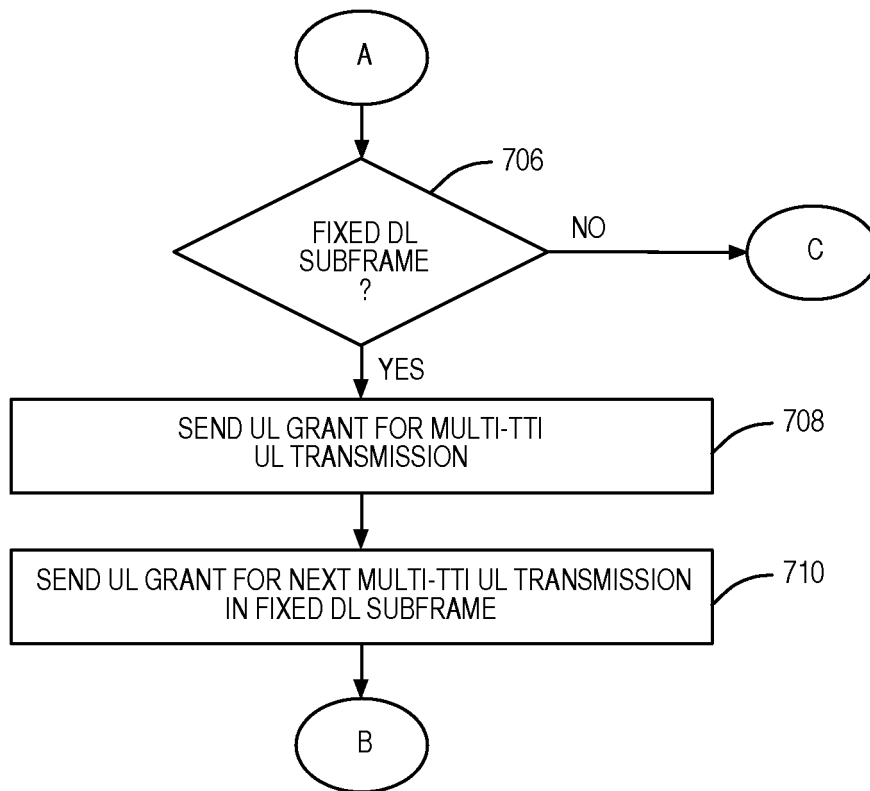 A
706
FIXED DL
SUBFRAME
?
NO
C
YES
SEND UL GRANT FOR MULTI-TTI
UL TRANSMISSION
708
SEND UL GRANT FOR NEXT MULTI-TTI UL TRANSMISSION
IN FIXED DL SUBFRAME
710
B